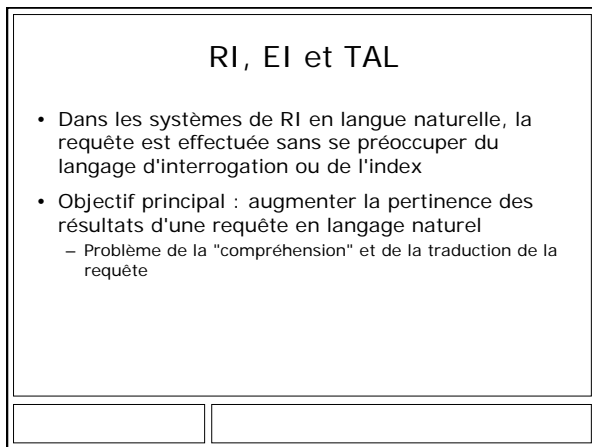 RI, EI et TAL
• Dans les systèmes de RI en langue naturelle, la
requête est effectuée sans se préoccuper du
langage d'interrogation ou de l'index
• Objectif principal : augmenter la pertinence des
résultats d'une requête en langage naturel
– Problème de la "compréhension" et de la traduction de la
requête